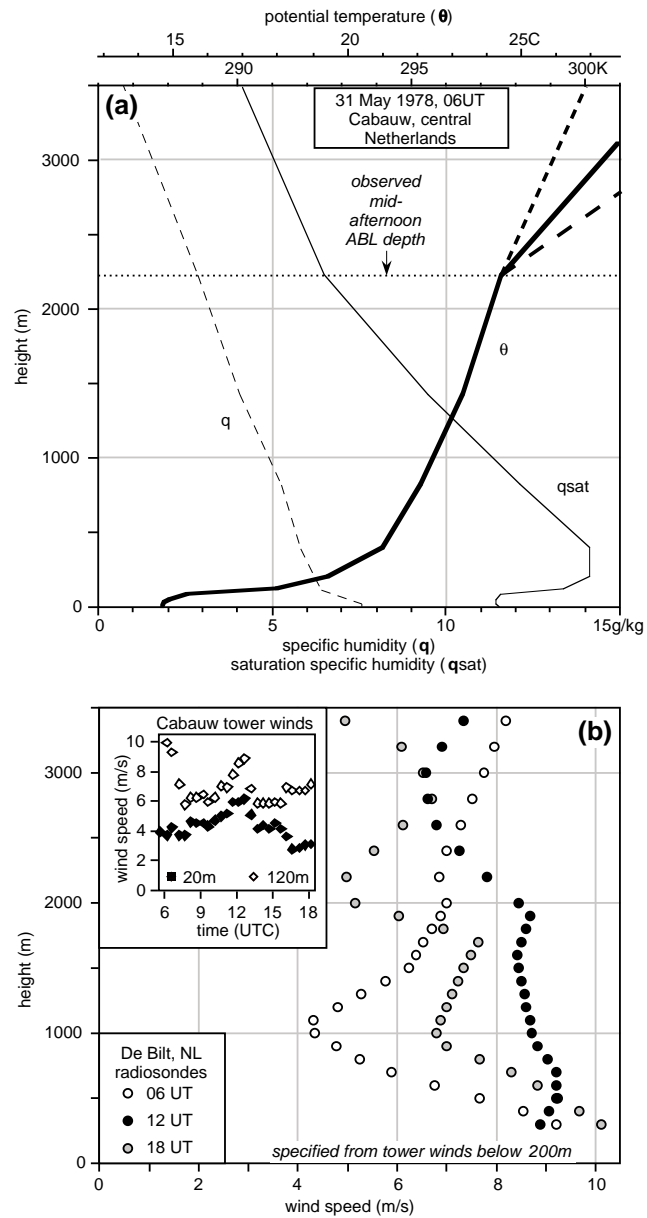 potential temperature (θ)
15 20 25C
290 295 300K
(a)
31 May 1978, 06UT
Cabauw, central
Netherlands
observed
mid-
afternoon
ABL depth
3000
2000
1000
0
height (m)
θ
q
qsat
0 5 10 15g/kg
specific humidity (q)
saturation specific humidity (qsat)
(b)
Cabauw tower winds
10
8
6
4
2
0
wind speed (m/s)
20m 120m
6 9 12 15 18
time (UTC)
3000
2000
1000
0
height (m)
De Bilt, NL
radiosondes
06 UT
12 UT
18 UT
specified from tower winds below 200m
0 2 4 6 8 10
wind speed (m/s)